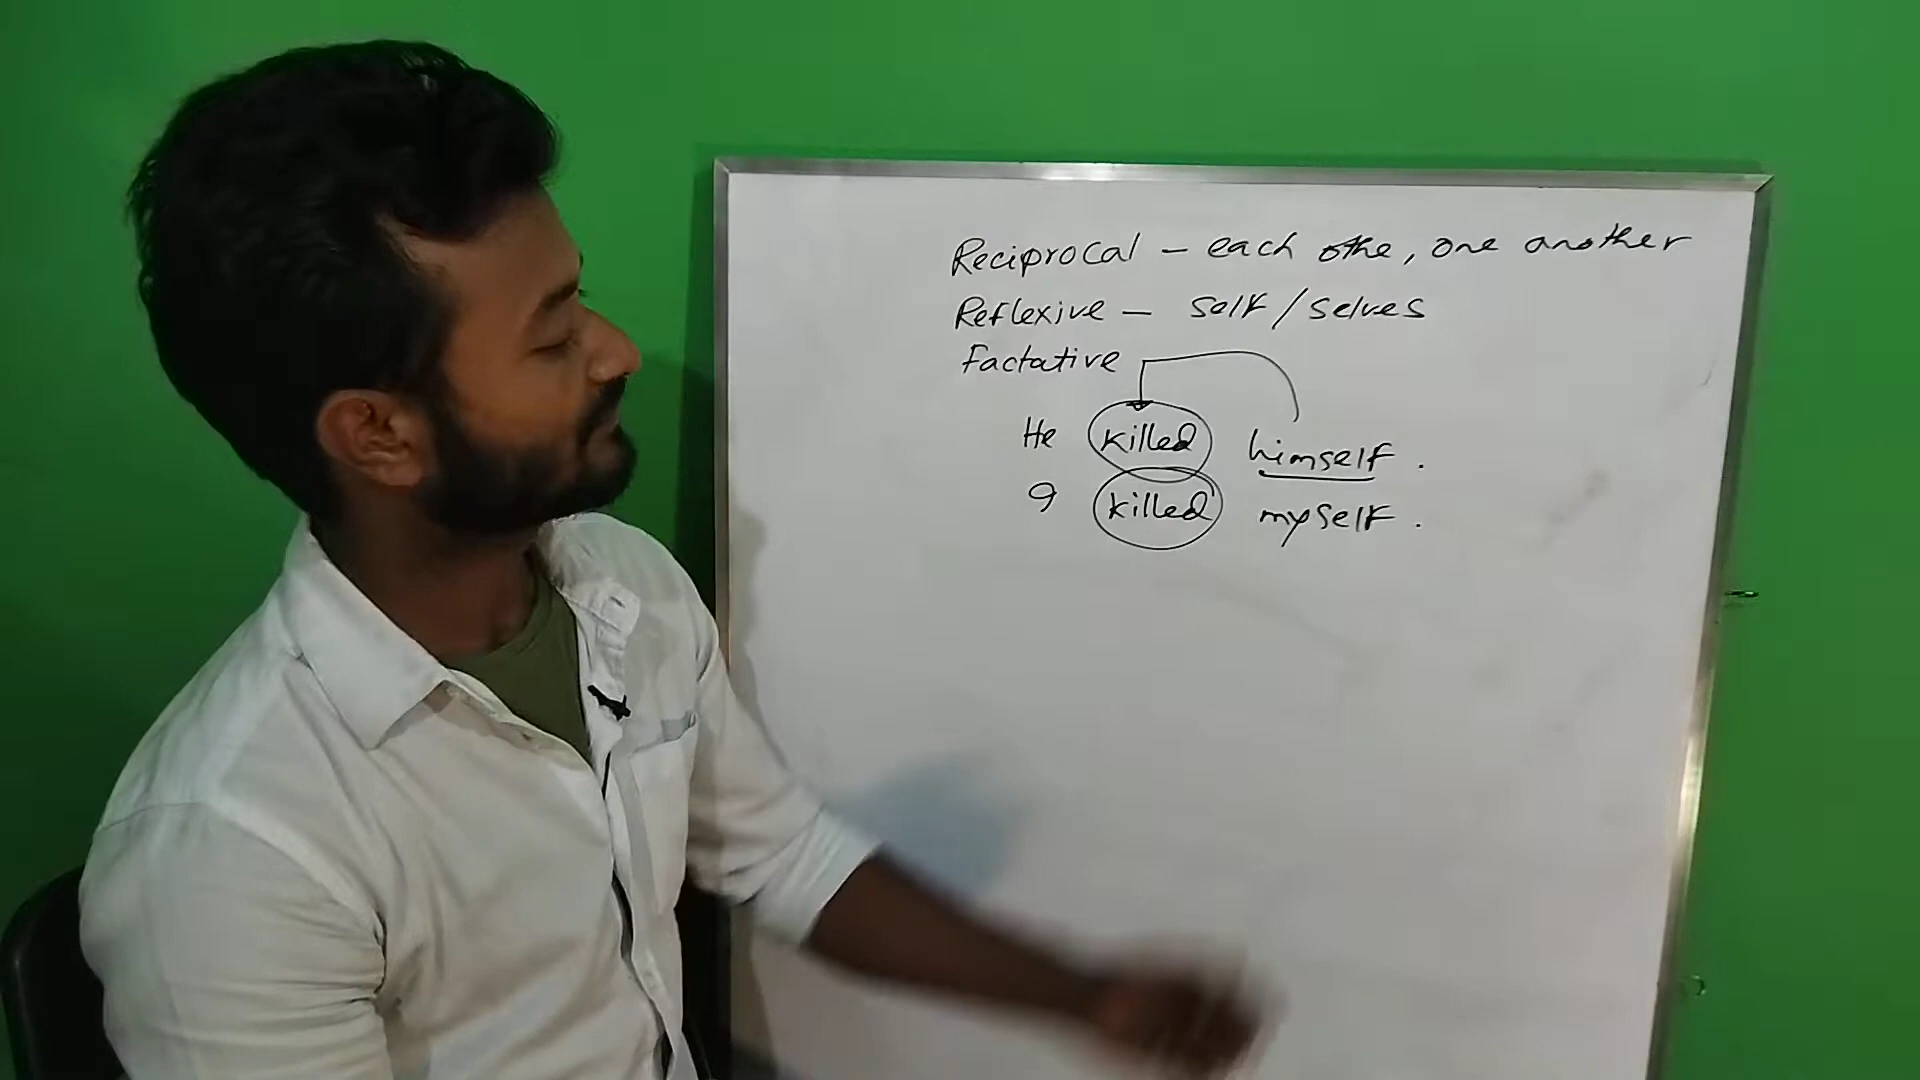 Reciprocal - each othe, one another
Reflexive - self/selves
Factative
He killed himself.
I killed myself.